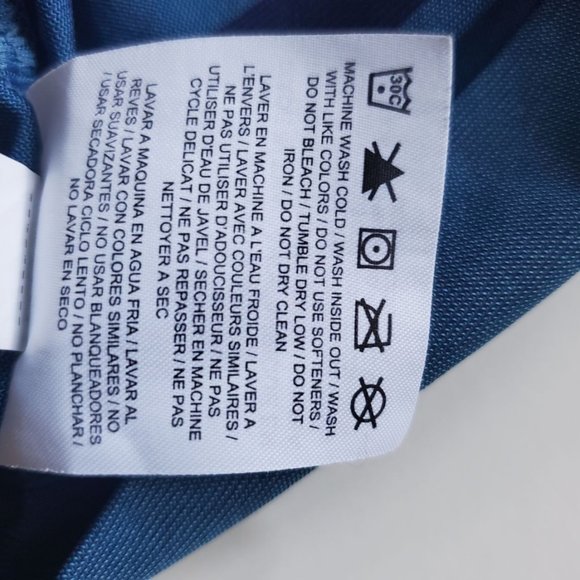 30C
MACHINE WASH COLD / WASH INSIDE OUT / WASH
WITH LIKE COLORS / DO NOT USE SOFTENERS /
DO NOT BLEACH / TUMBLE DRY LOW / DO NOT
IRON / DO NOT DRY CLEAN
LAVER EN MACHINE A L'EAU FROIDE / LAVER A
L'ENVERS / LAVER AVEC COULEURS SIMILAIRES /
NE PAS UTILISER D'ADOUCISSEUR / NE PAS
UTILISER D'EAU DE JAVEL / SECHER EN MACHINE
CYCLE DELICAT / NE PAS REPASSER / NE PAS
NETTOYER A SEC
LAVAR A MAQUINA EN AGUA FRIA / LAVAR AL
REVES / LAVAR CON COLORES SIMILARES / NO
USAR SUAVIZANTES / NO USAR BLANQUEADORES
/ USAR SECADORA CICLO LENTO / NO PLANCHAR /
NO LAVAR EN SECO